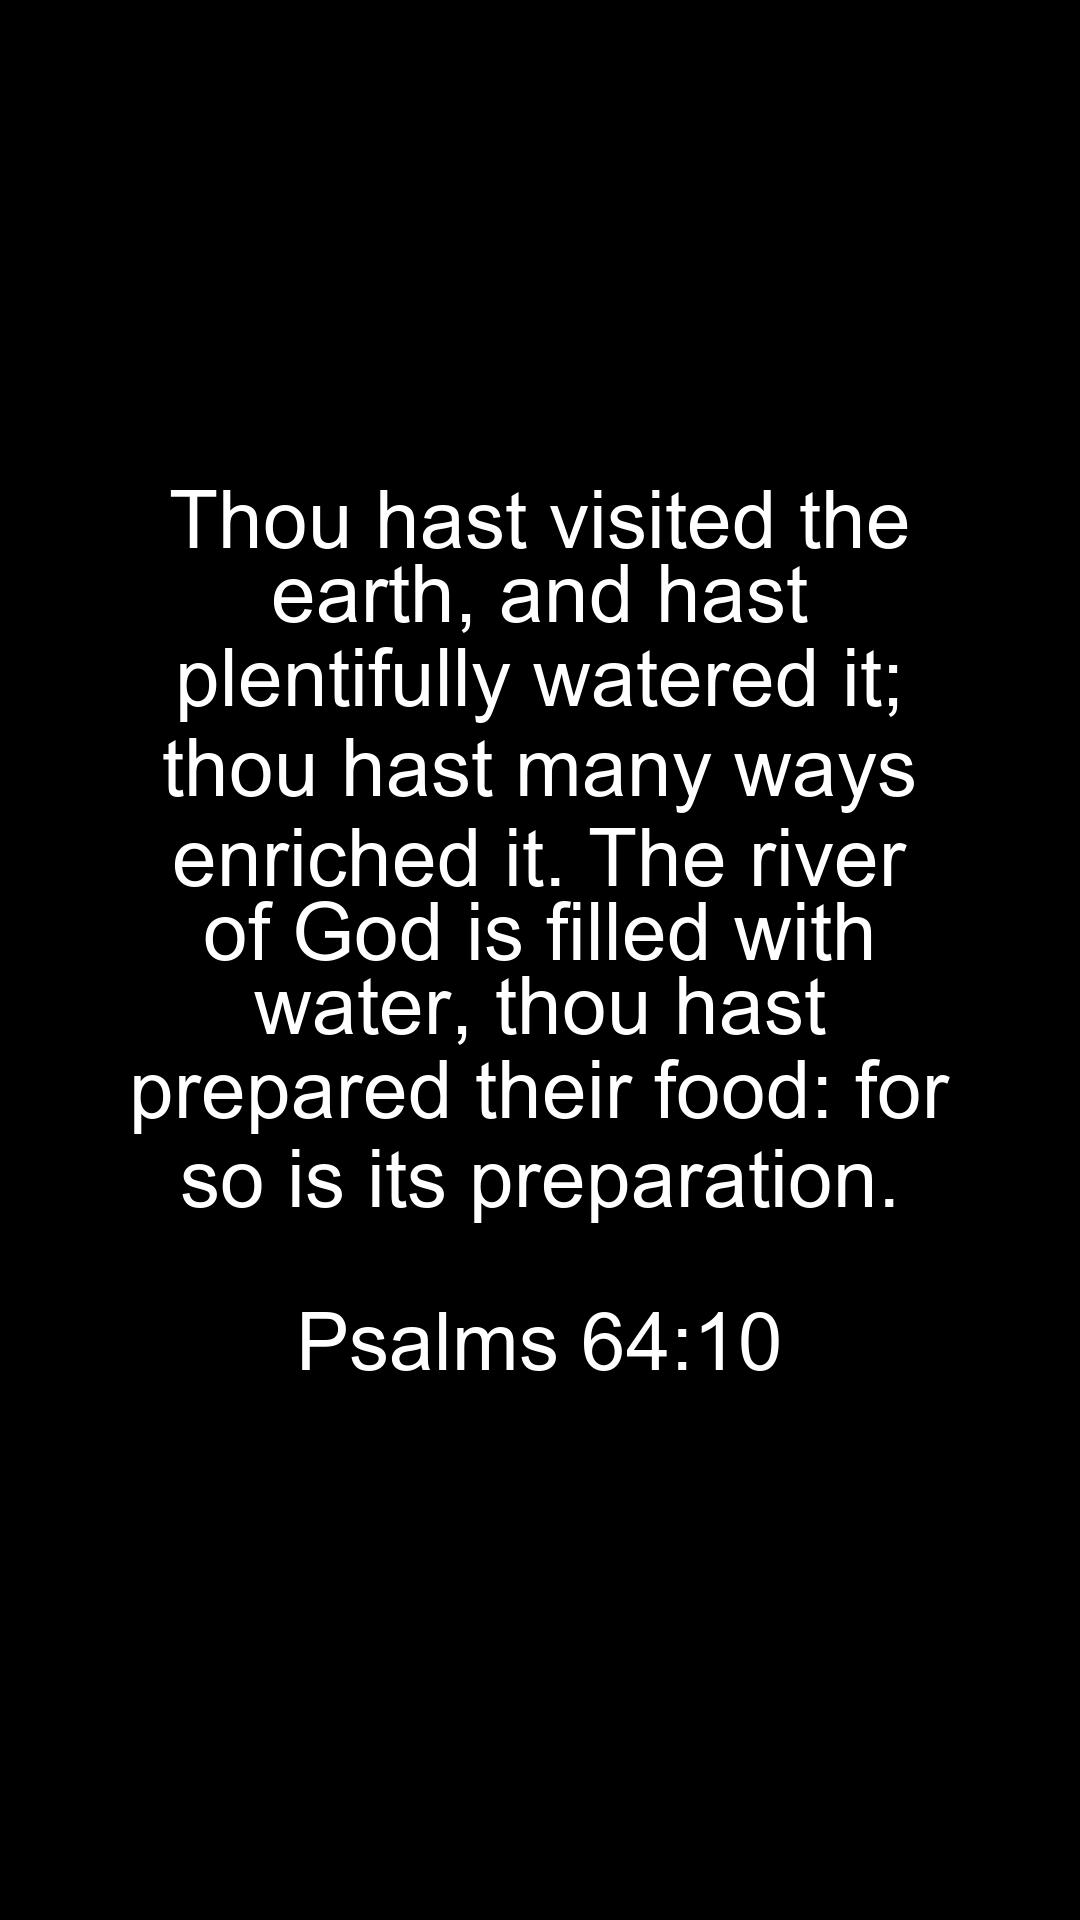 Thou hast visited the
earth, and hast
plentifully watered it;
thou hast many ways
enriched it. The river
of God is filled with
water, thou hast
prepared their food: for
so is its preparation.
Psalms 64:10